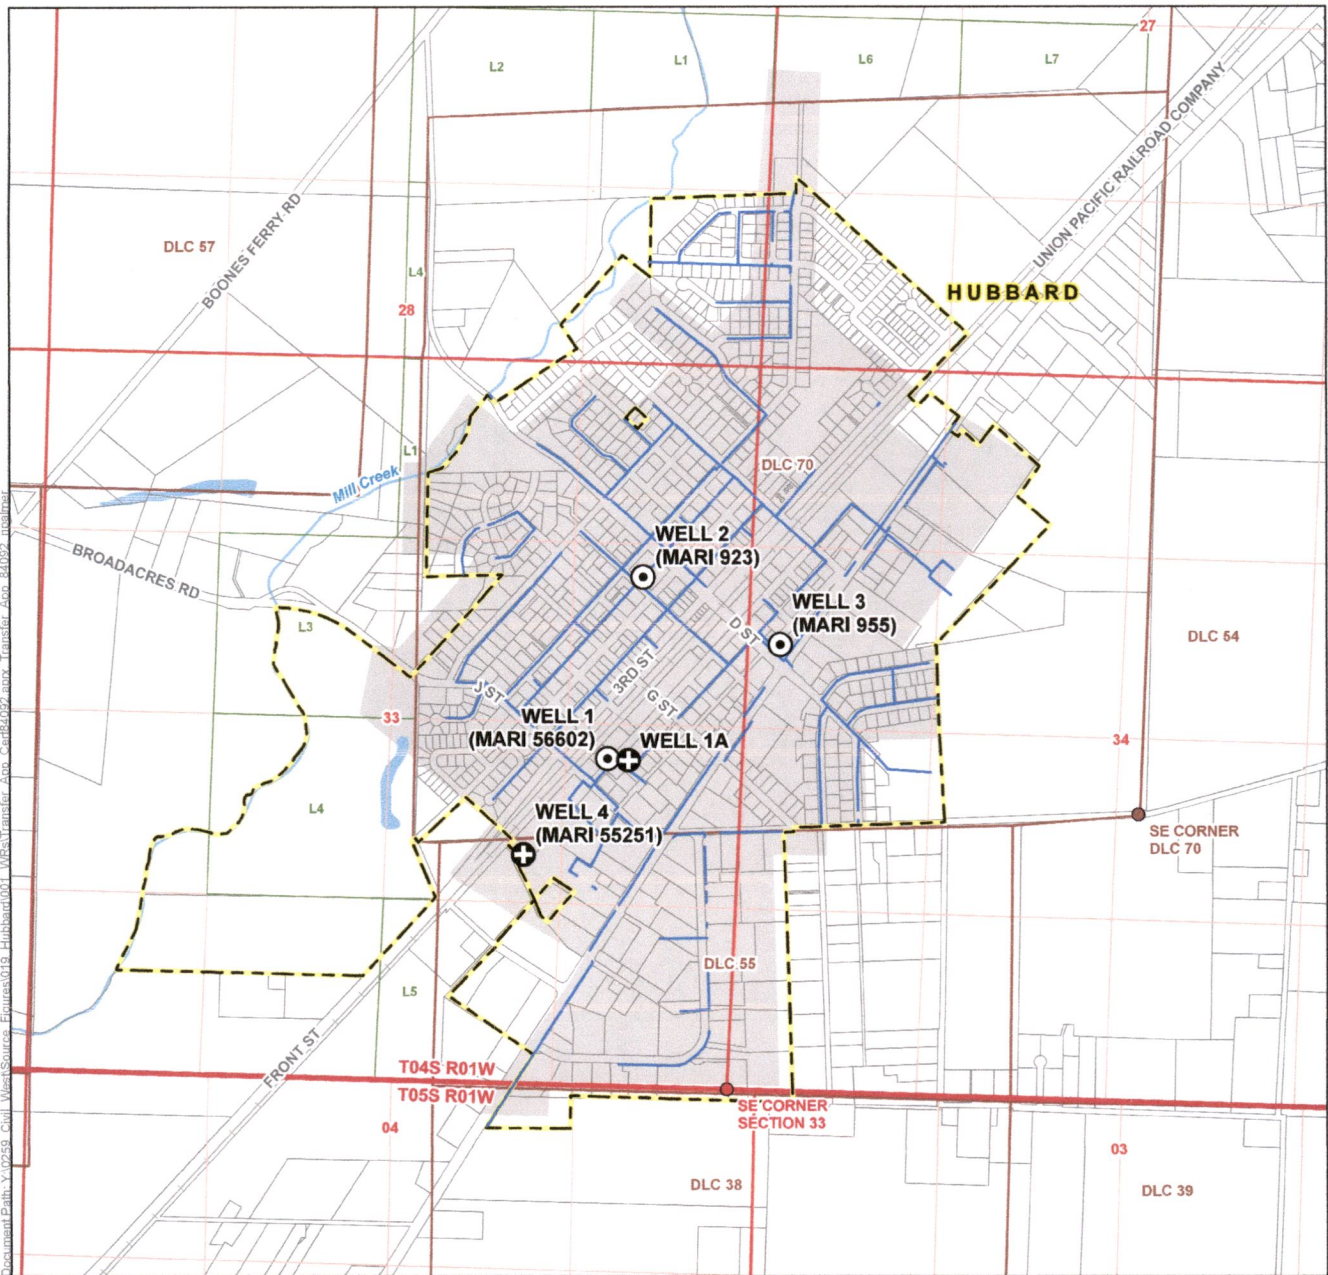 27
L2
L1
L6
L7
UNION PACIFIC RAILROAD COMPANY
BOONES FERRY RD
DLC 57
L4
28
HUBBARD
L1
Mill Creek
DLC 70
BROADACRES RD
WELL 2
(MARI 923)
WELL 3
(MARI 955)
D ST
L3
DLC 54
3RD ST
J ST
G ST
33
WELL 1
(MARI 56602)
WELL 1A
34
L4
WELL 4
(MARI 55251)
SE CORNER
DLC 70
DLC 55
L5
FRONT ST
T04S R01W
T05S R01W
SE CORNER
SECTION 33
04
03
DLC 38
DLC 39